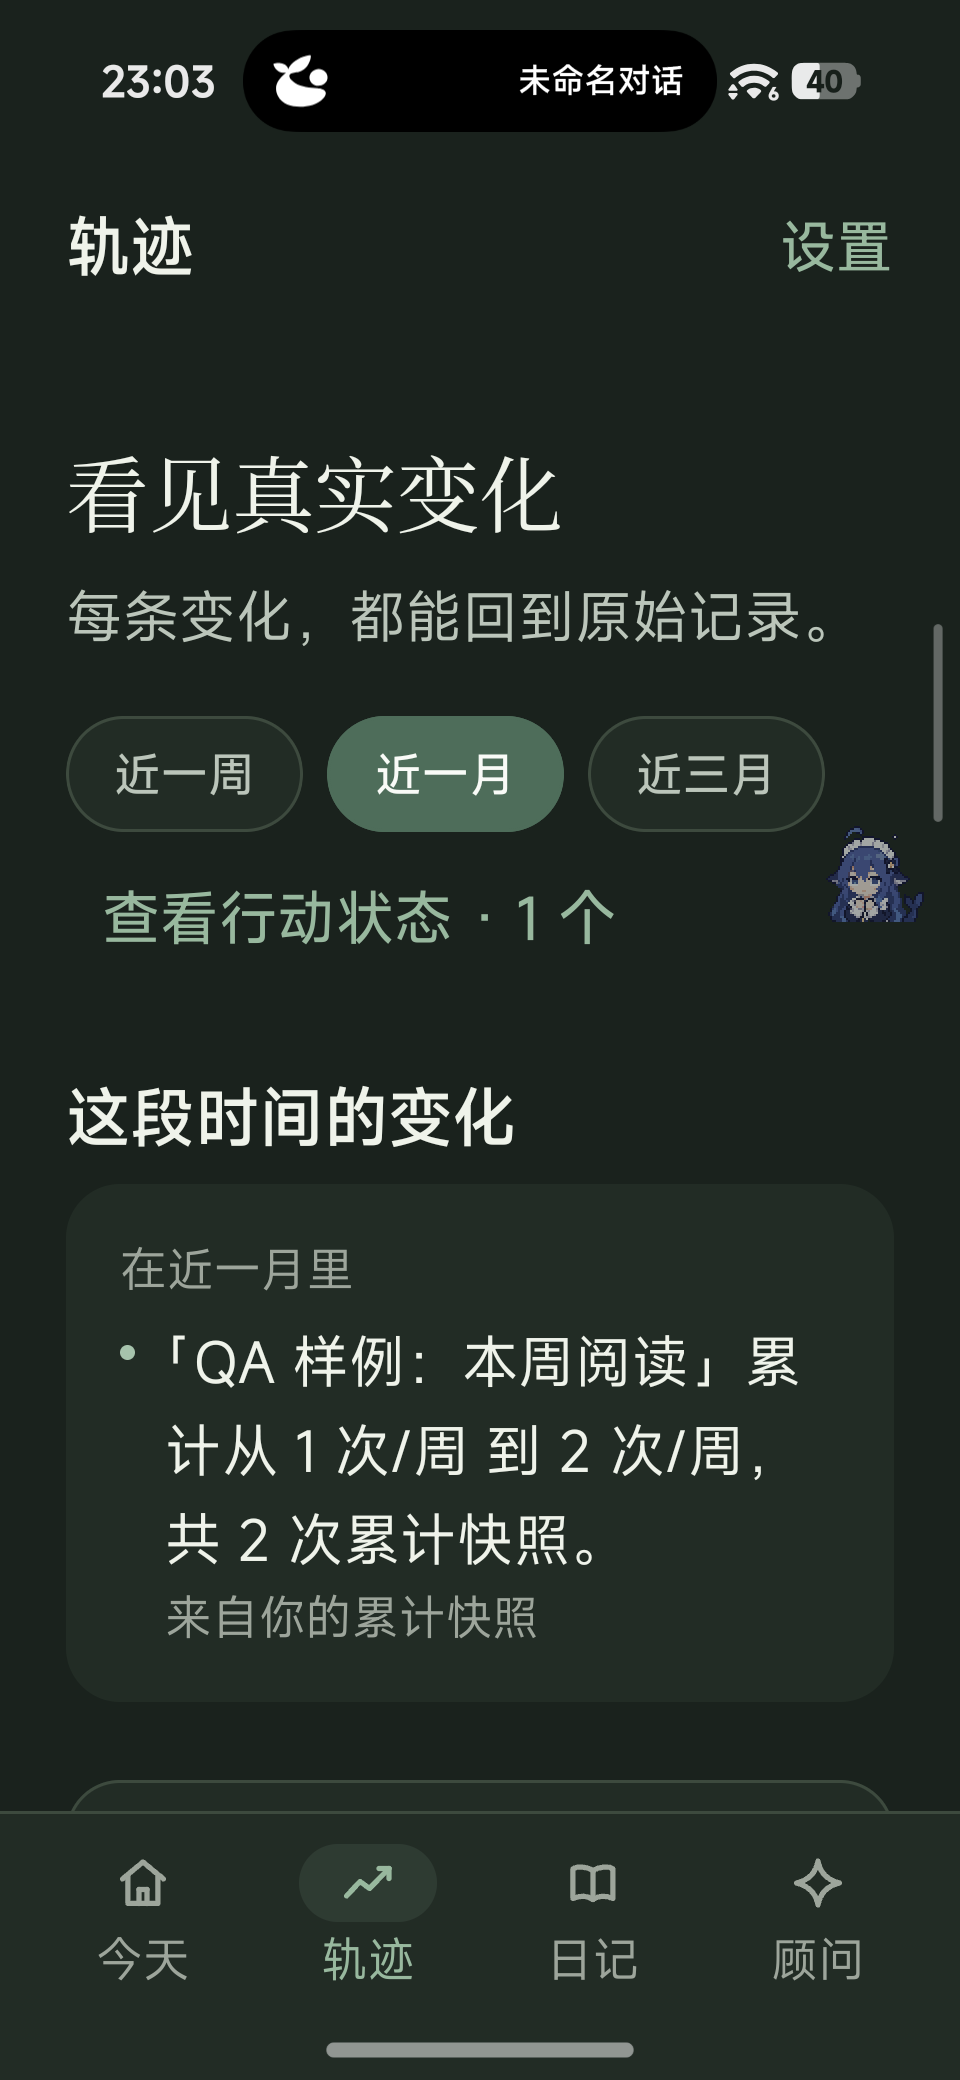 23:03
未命名对话
6
40
轨迹
设置
看见真实变化
每条变化，都能回到原始记录。
近一周
近一月
近三月
查看行动状态 · 1 个
这段时间的变化
在近一月里
「QA 样例：本周阅读」累
计从 1 次/周 到 2 次/周，
共 2 次累计快照。
来自你的累计快照
今天
轨迹
日记
顾问